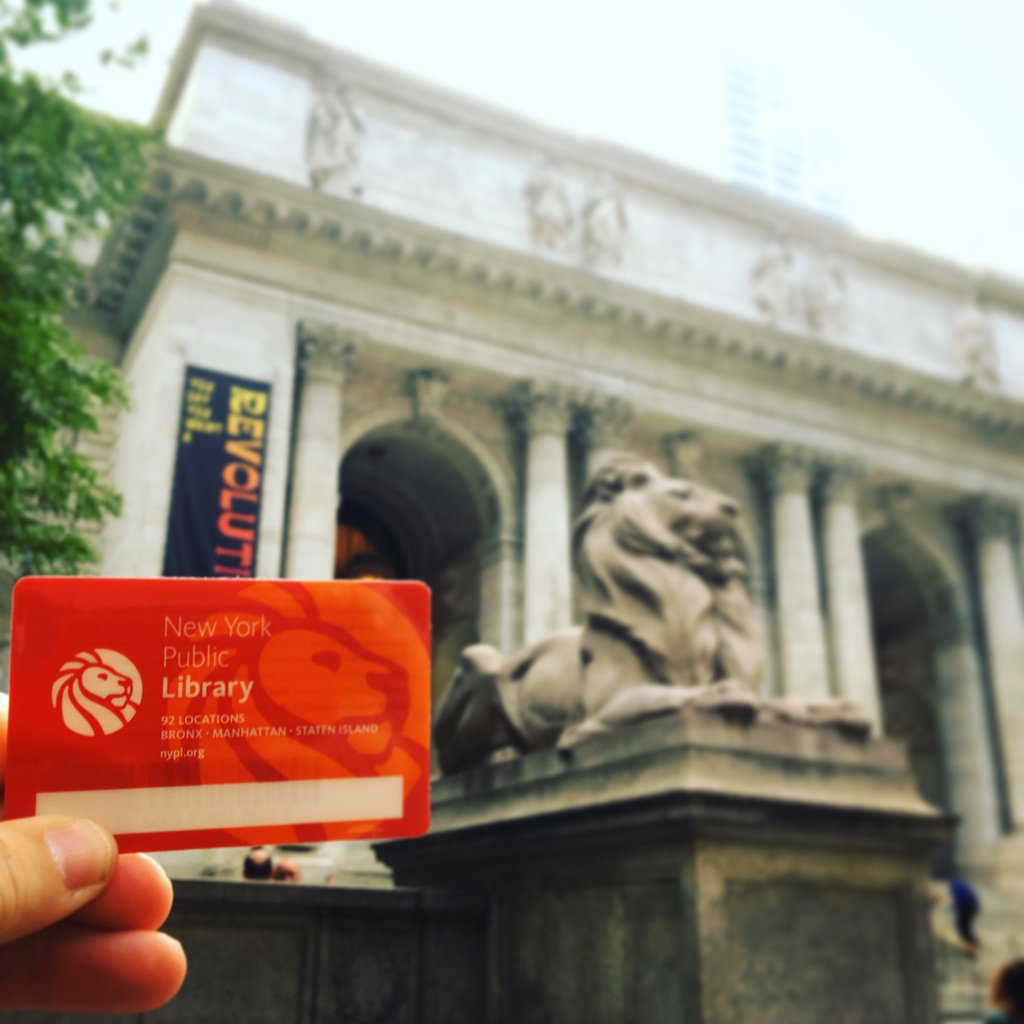 New York
Public
Library
92 LOCATIONS
BRONX • MANHATTAN • STATEN ISLAND
nypl.org
REVOLUTI